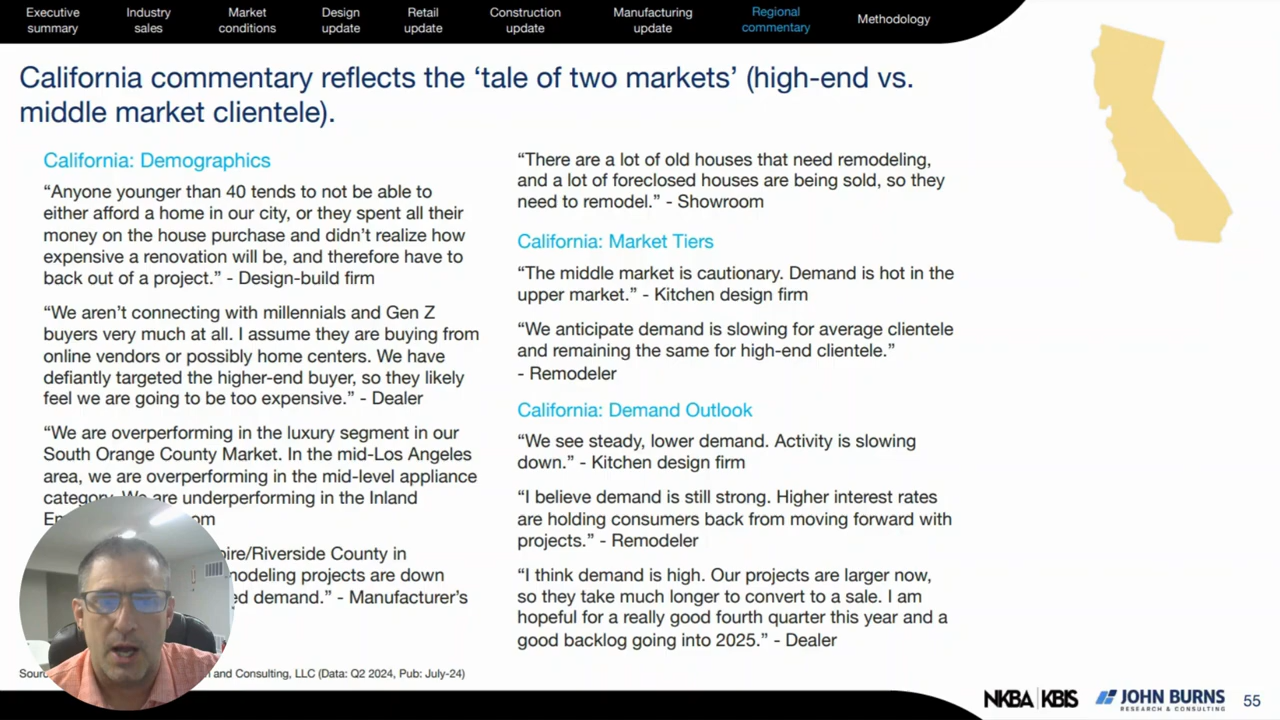 Executive summary
Industry sales
Market conditions
Design update
Retail update
Construction update
Manufacturing update
Regional commentary
Methodology
California commentary reflects the ‘tale of two markets’ (high-end vs.
middle market clientele).
California: Demographics
“Anyone younger than 40 tends to not be able to
either afford a home in our city, or they spent all their
money on the house purchase and didn’t realize how
expensive a renovation will be, and therefore have to
back out of a project.” - Design-build firm
“We aren’t connecting with millennials and Gen Z
buyers very much at all. I assume they are buying from
online vendors or possibly home centers. We have
defiantly targeted the higher-end buyer, so they likely
feel we are going to be too expensive.” - Dealer
“We are overperforming in the luxury segment in our
South Orange County Market. In the mid-Los Angeles
area, we are overperforming in the mid-level appliance
category. We are underperforming in the Inland
County in
projects are down
demand.” - Manufacturer’s
“There are a lot of old houses that need remodeling,
and a lot of foreclosed houses are being sold, so they
need to remodel.” - Showroom
California: Market Tiers
“The middle market is cautionary. Demand is hot in the
upper market.” - Kitchen design firm
“We anticipate demand is slowing for average clientele
and remaining the same for high-end clientele.”
- Remodeler
California: Demand Outlook
“We see steady, lower demand. Activity is slowing
down.” - Kitchen design firm
“I believe demand is still strong. Higher interest rates
are holding consumers back from moving forward with
projects.” - Remodeler
“I think demand is high. Our projects are larger now,
so they take much longer to convert to a sale. I am
hopeful for a really good fourth quarter this year and a
good backlog going into 2025.” - Dealer
and Consulting, LLC (Data: Q2 2024, Pub: July-24)
NKBA | KBIS
JOHN BURNS
RESEARCH & CONSULTING
55